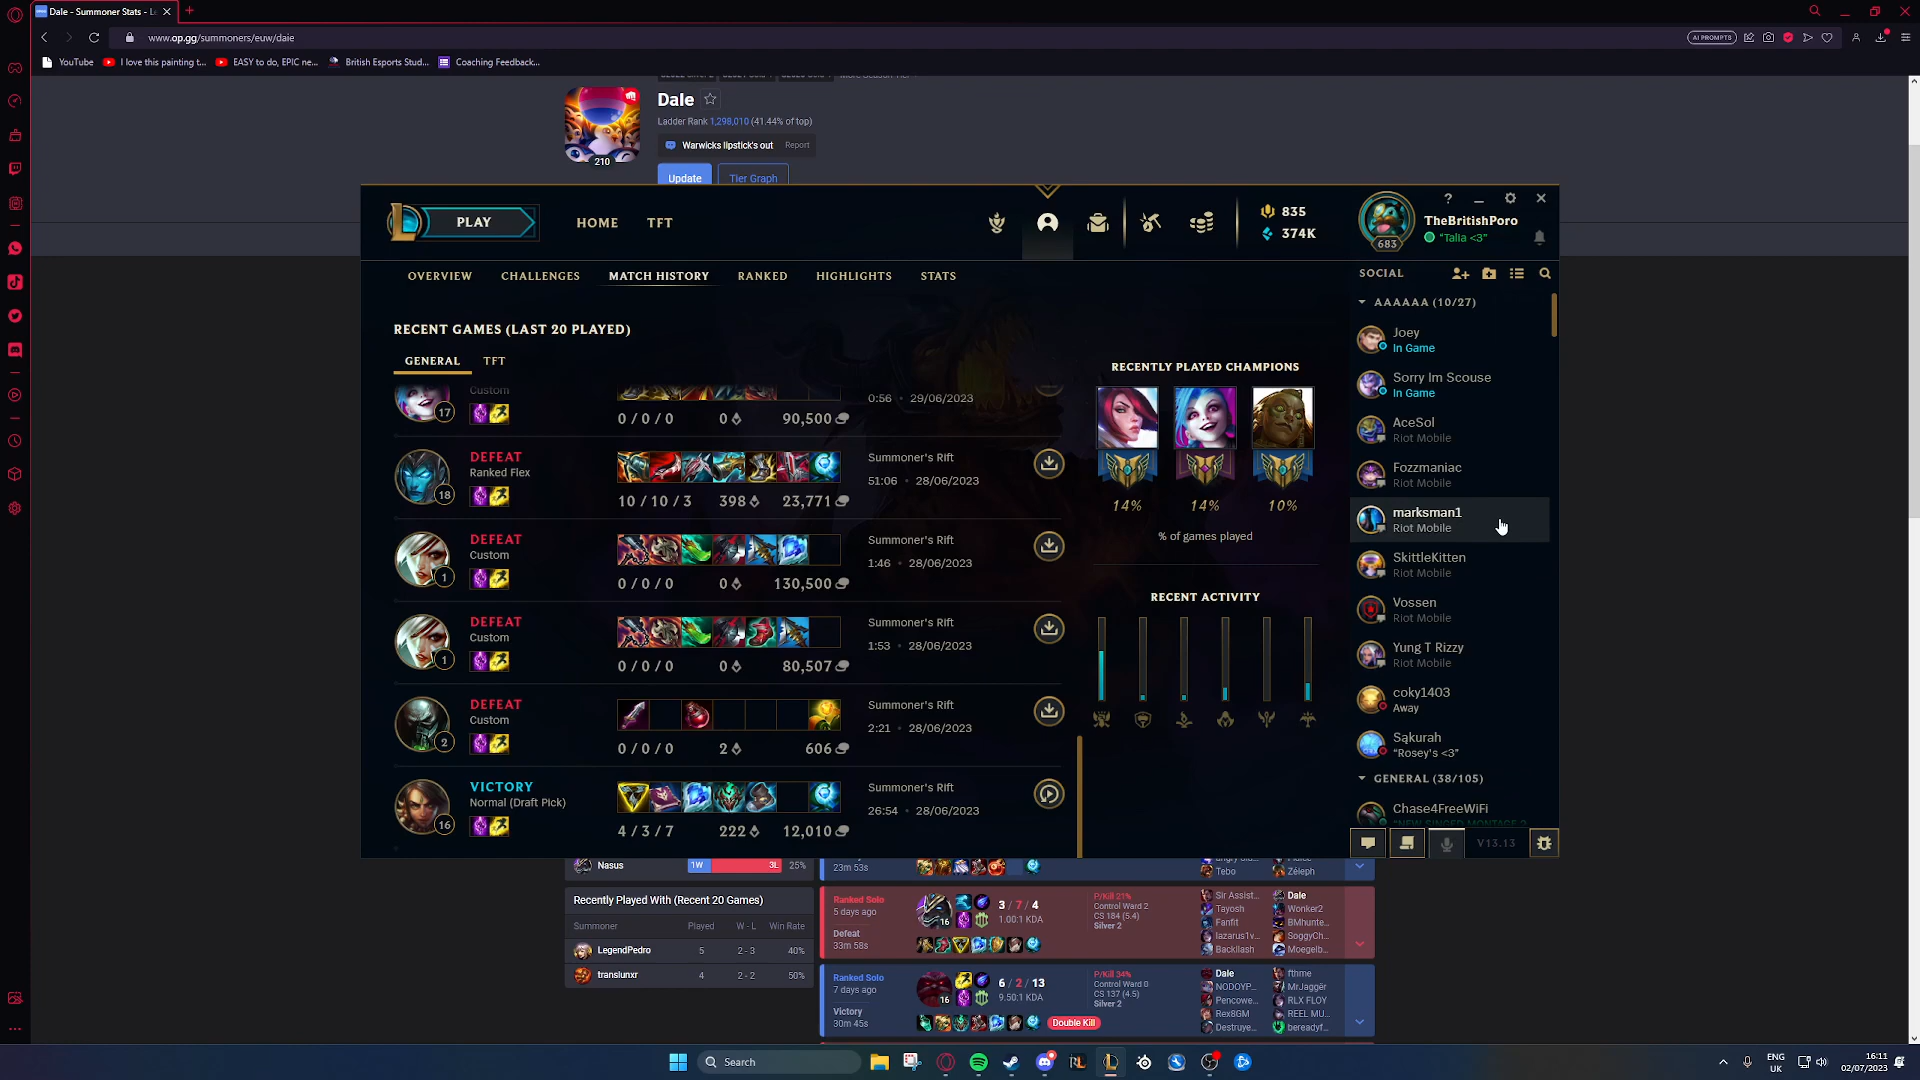 Dale - Summoner Stats - L
www.op.gg/summoners/euw/daie
AI PROMPTS
YouTube
I love this painting t...
EASY to do, EPIC ne...
British Esports Stud...
Coaching Feedback...
Dale
Ladder Rank 1,298,010 (41.44% of top)
Warwicks lipstick's out Report
210
Update Tier Graph
PLAY HOME TFT
835
374K
TheBritishPoro
"Talia <3"
683
OVERVIEW CHALLENGES MATCH HISTORY RANKED HIGHLIGHTS STATS
RECENT GAMES (LAST 20 PLAYED)
GENERAL TFT
Custom
17
0 / 0 / 0 0 90,500
0:56 • 29/06/2023
DEFEAT
Ranked Flex
18
10 / 10 / 3 398 23,771
Summoner's Rift
51:06 • 28/06/2023
DEFEAT
Custom
1
0 / 0 / 0 0 130,500
Summoner's Rift
1:46 • 28/06/2023
DEFEAT
Custom
1
0 / 0 / 0 0 80,507
Summoner's Rift
1:53 • 28/06/2023
DEFEAT
Custom
2
0 / 0 / 0 2 606
Summoner's Rift
2:21 • 28/06/2023
VICTORY
Normal (Draft Pick)
16
4 / 3 / 7 222 12,010
Summoner's Rift
26:54 • 28/06/2023
RECENTLY PLAYED CHAMPIONS
14% 14% 10%
% of games played
RECENT ACTIVITY
SOCIAL
AAAAAA (10/27)
Joey
In Game
Sorry Im Scouse
In Game
AceSol
Riot Mobile
Fozzmaniac
Riot Mobile
marksman1
Riot Mobile
SkittleKitten
Riot Mobile
Vossen
Riot Mobile
Yung T Rizzy
Riot Mobile
coky1403
Away
Sąkurah
"Rosey's <3"
GENERAL (38/105)
Chase4FreeWiFi
V13.13
Nasus 1W 3L 25%
Recently Played With (Recent 20 Games)
Summoner Played W - L Win Rate
LegendPedro 5 2 - 3 40%
translunxr 4 2 - 2 50%
23m 53s
Tebo Zéleph
Ranked Solo
5 days ago
Defeat
33m 58s
16
3 / 7 / 4
1.00:1 KDA
P/Kill 21%
Control Ward 2
CS 184 (5.4)
Silver 2
Sir Assist... Dale
Tayosh Wonker2
Fanfit BMhunte...
lazarus1v... SoggyCh...
Backllash Moegelb...
Ranked Solo
7 days ago
Victory
30m 45s
16
6 / 2 / 13
9.50:1 KDA
Double Kill
P/Kill 34%
Control Ward 0
CS 137 (4.5)
Silver 2
Dale fthme
NODOYP... MrJaggër
Pencowe... RLX FLOY
Rex8GM REEL MU...
Destruye... bereadyf...
Search
ENG
UK
16:11
02/07/2023